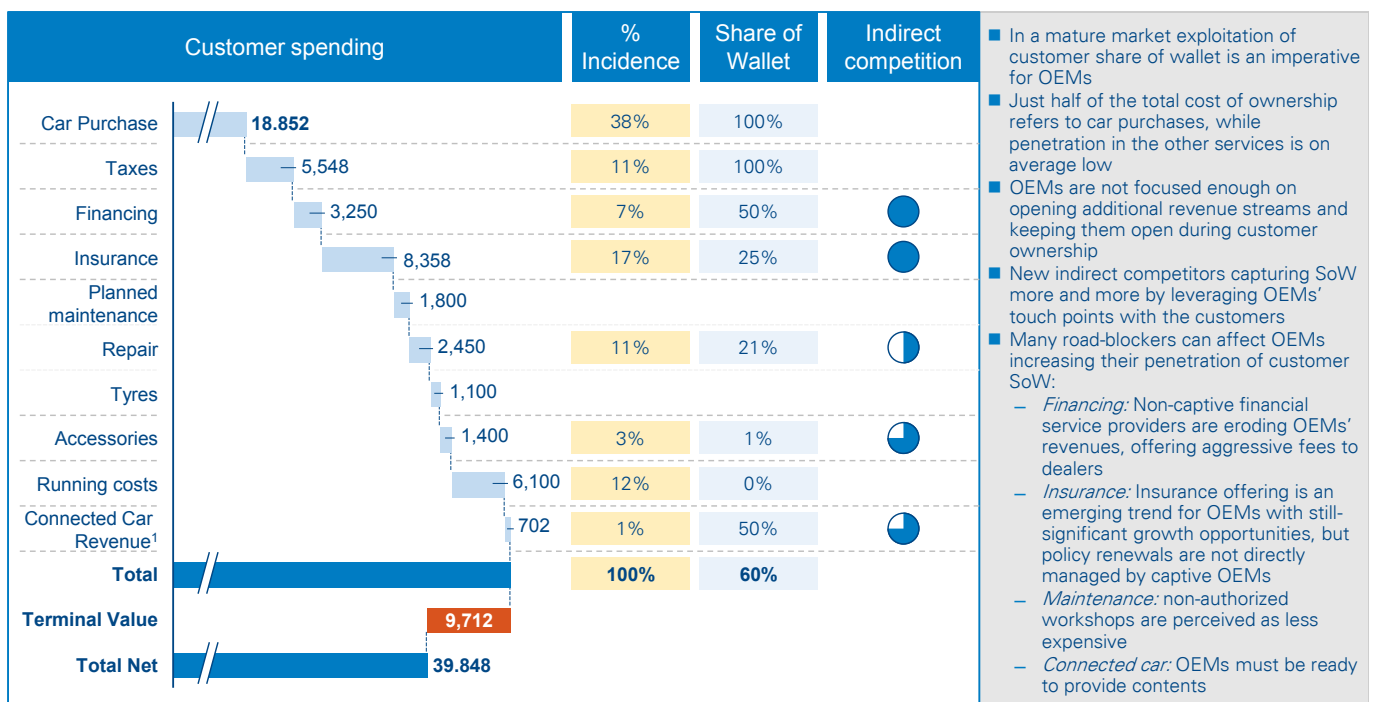 Customer spending
%
Incidence
Share of
Wallet
Indirect
competition
Car Purchase
18.852
38%
100%
Taxes
5,548
11%
100%
Financing
3,250
7%
50%
Insurance
8,358
17%
25%
Planned
maintenance
1,800
Repair
2,450
11%
21%
Tyres
1,100
Accessories
1,400
3%
1%
Running costs
6,100
12%
0%
Connected Car
Revenue1
702
1%
50%
Total
100%
60%
Terminal Value
9,712
Total Net
39.848
■ In a mature market exploitation of
customer share of wallet is an imperative
for OEMs
■ Just half of the total cost of ownership
refers to car purchases, while
penetration in the other services is on
average low
■ OEMs are not focused enough on
opening additional revenue streams and
keeping them open during customer
ownership
■ New indirect competitors capturing SoW
more and more by leveraging OEMs'
touch points with the customers
■ Many road-blockers can affect OEMs
increasing their penetration of customer
SoW:
– Financing: Non-captive financial
service providers are eroding OEMs'
revenues, offering aggressive fees to
dealers
– Insurance: Insurance offering is an
emerging trend for OEMs with still-
significant growth opportunities, but
policy renewals are not directly
managed by captive OEMs
– Maintenance: non-authorized
workshops are perceived as less
expensive
– Connected car: OEMs must be ready
to provide contents